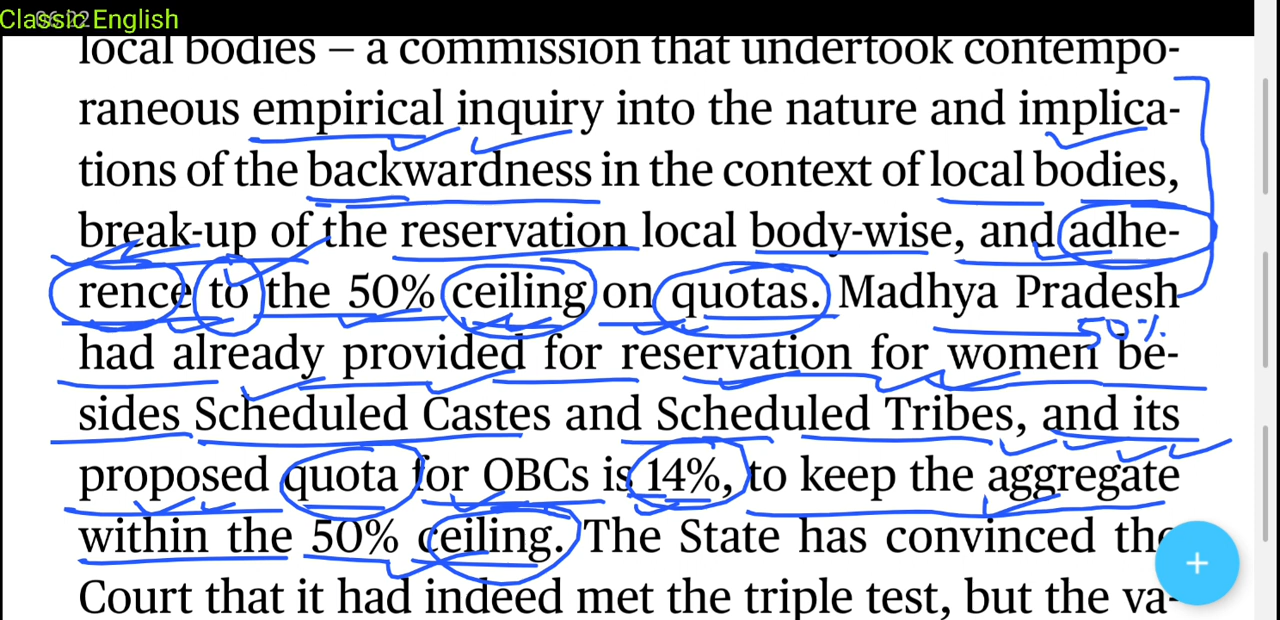 Classic English
06:22
local bodies – a commission that undertook contempo-
raneous empirical inquiry into the nature and implica-
tions of the backwardness in the context of local bodies,
break-up of the reservation local body-wise, and adhe-
rence to the 50% ceiling on quotas. Madhya Pradesh
50%
had already provided for reservation for women be-
sides Scheduled Castes and Scheduled Tribes, and its
proposed quota for OBCs is 14%, to keep the aggregate
within the 50% ceiling. The State has convinced the
Court that it had indeed met the triple test, but the va-